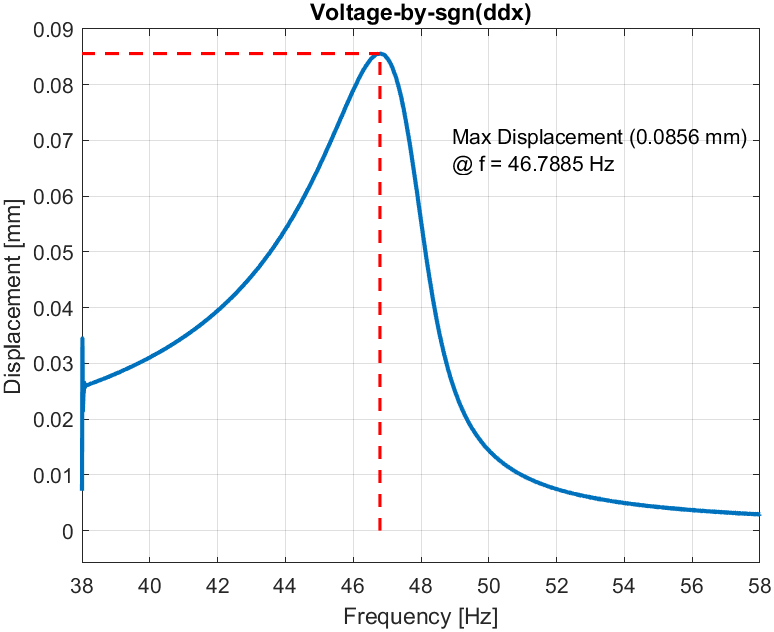 Voltage-by-sgn(ddx)
0.09
0.08
0.07
0.06
0.05
0.04
0.03
0.02
0.01
0
Displacement [mm]
Max Displacement (0.0856 mm)
@ f = 46.7885 Hz
38 40 42 44 46 48 50 52 54 56 58
Frequency [Hz]